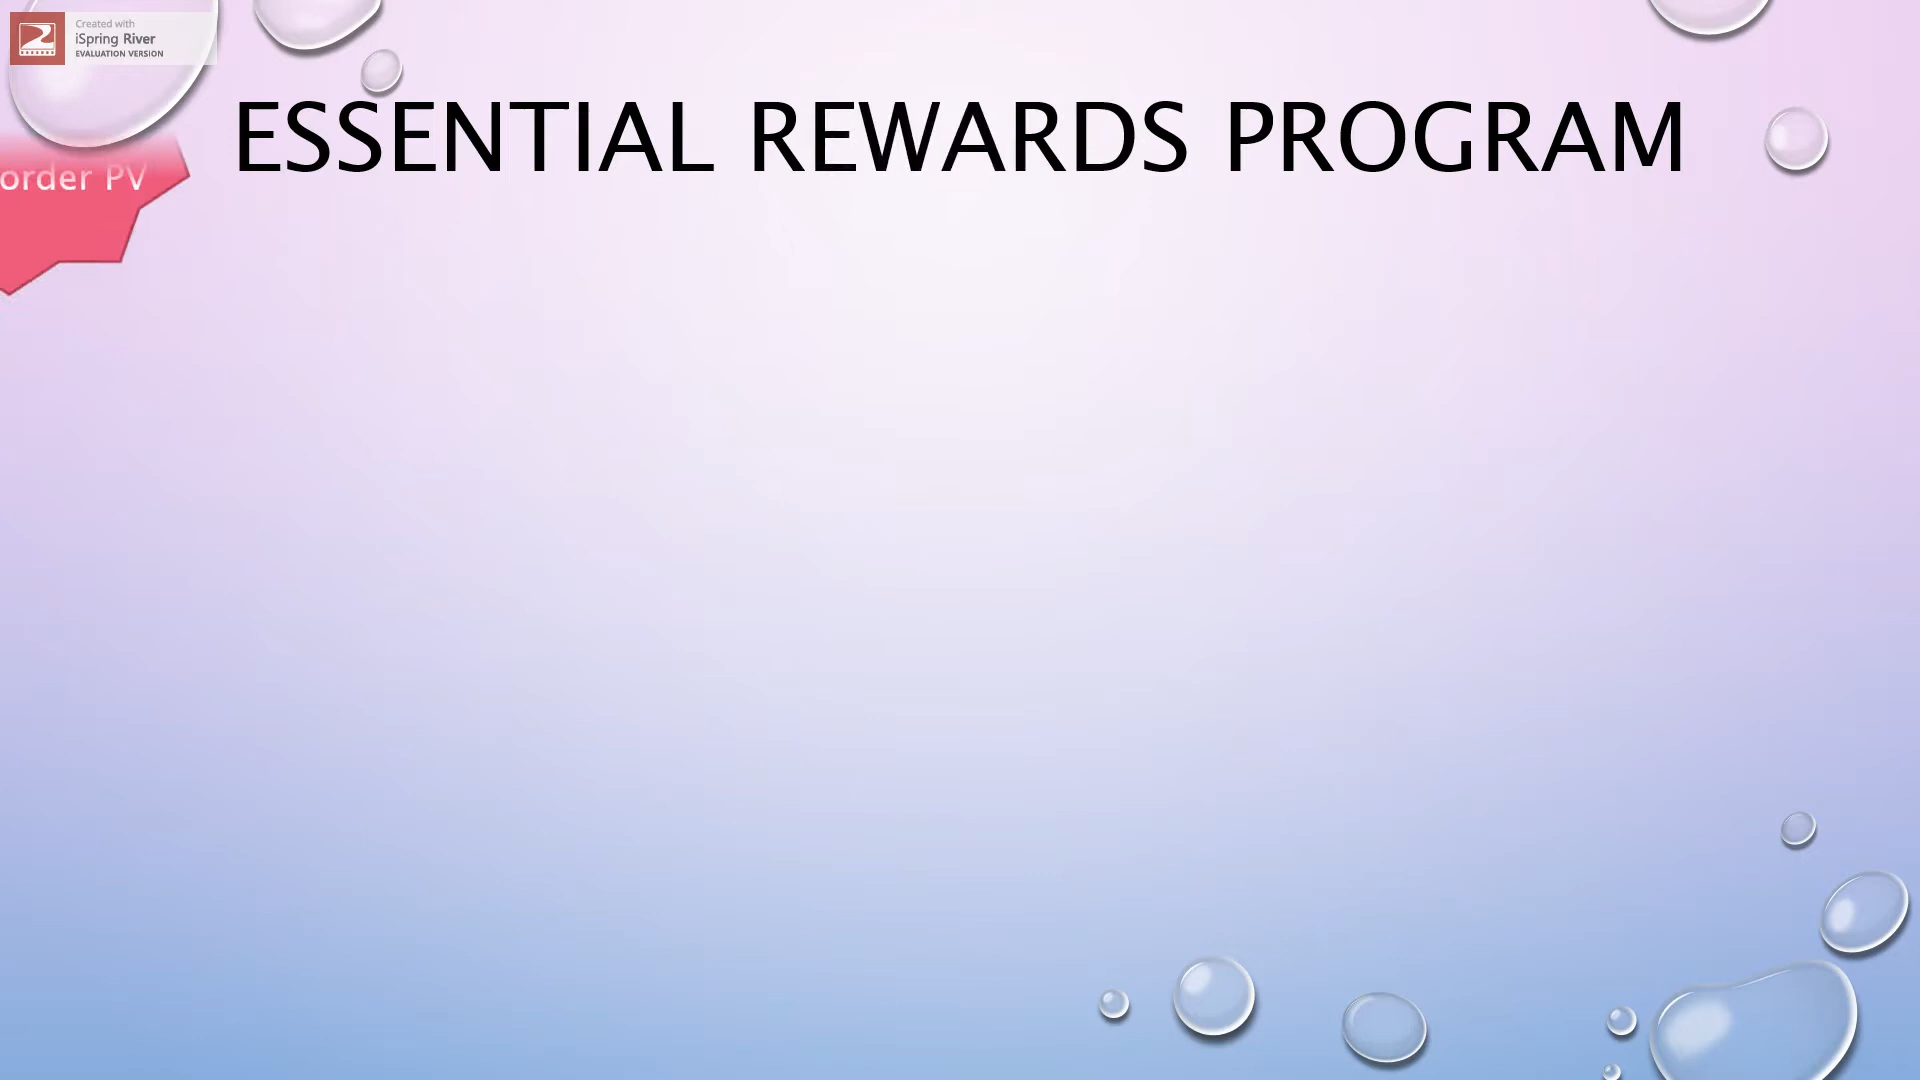 Created with
iSpring River
EVALUATION VERSION
ESSENTIAL REWARDS PROGRAM
order PV